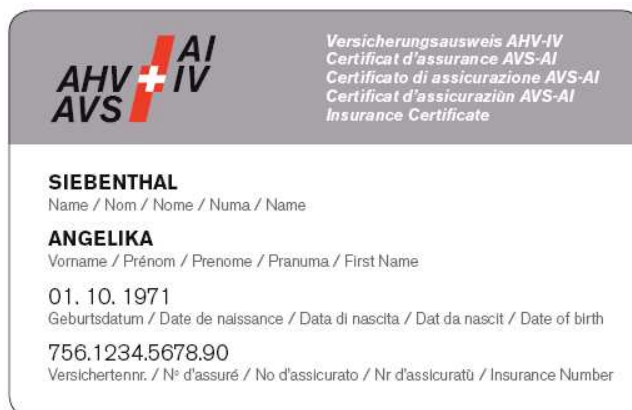 AHV AI
AVS IV
Versicherungsausweis AHV-IV
Certificat d'assurance AVS-AI
Certificato di assicurazione AVS-AI
Certificat d'assicuraziùn AVS-AI
Insurance Certificate
SIEBENTHAL
Name / Nom / Nome / Numa / Name
ANGELIKA
Vorname / Prénom / Prenome / Pranuma / First Name
01. 10. 1971
Geburtsdatum / Date de naissance / Data di nascita / Dat da nascit / Date of birth
756.1234.5678.90
Versichertennr. / Nº d'assuré / No d'assicurato / Nr d'assicuratù / Insurance Number